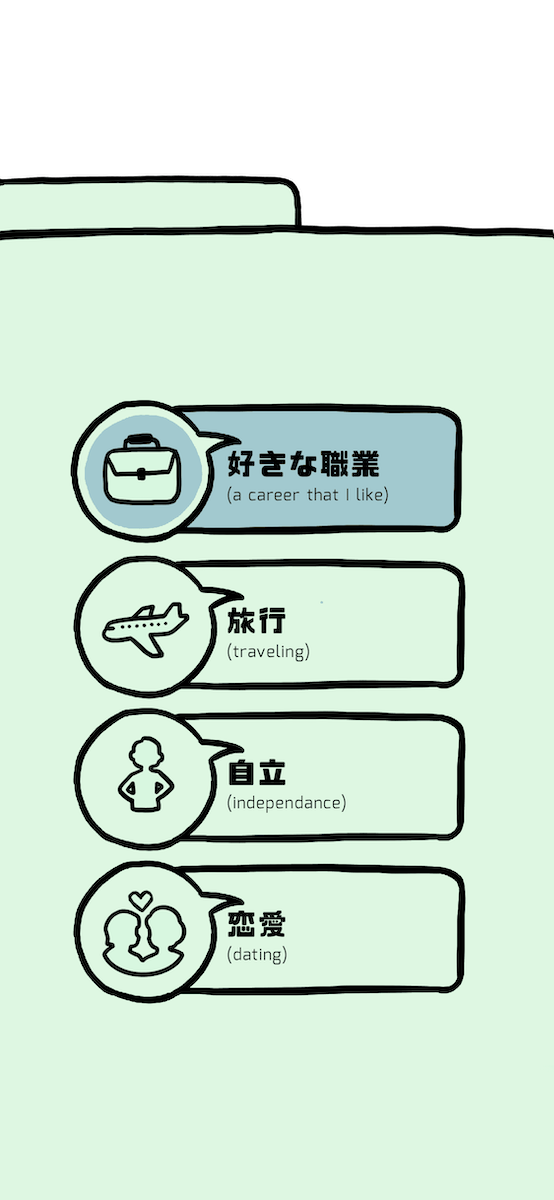 好きな職業
(a career that I like)
旅行
(traveling)
自立
(independance)
恋愛
(dating)